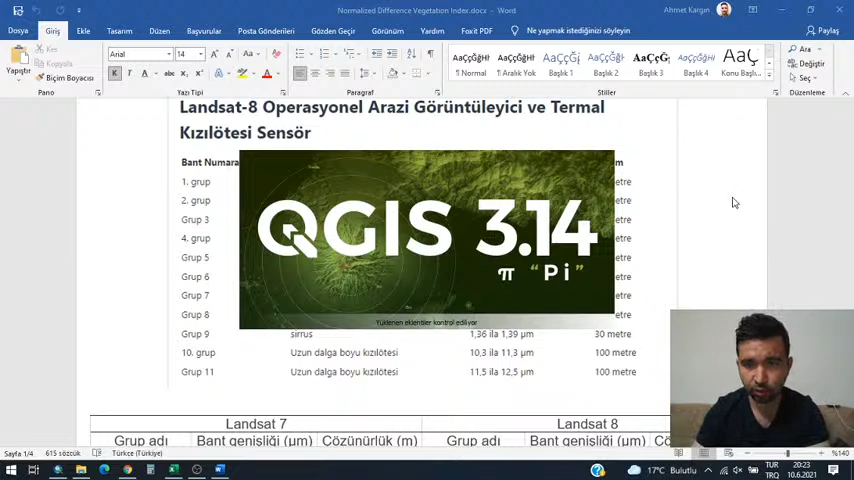 Normalized Difference Vegetation Index.docx - Word
Ahmet Kargın
Dosya Giriş Ekle Tasarım Düzen Başvurular Posta Gönderileri Gözden Geçir Görünüm Yardım Foxit PDF Ne yapmak istediğinizi söyleyin Paylaş
Yapıştır
Kes
Kopyala
Biçim Boyacısı
Arial 14
AaÇçĞğHł AaÇçĞğHł AaÇçĞğ AaÇçĞğH AaÇçĞğ AaÇçĞğH
¶ Normal ¶ Aralık Yok Başlık 1 Başlık 2 Başlık 3 Başlık 4 Konu Başl...
Ara
Değiştir
Seç
Pano Yazı Tipi Paragraf Stiller Düzenleme
Landsat-8 Operasyonel Arazi Görüntüleyici ve Termal
Kızılötesi Sensör
Bant Numara
1. grup metre
2. grup metre
Grup 3 metre
4. grup metre
Grup 5 metre
Grup 6 metre
Grup 7 metre
Grup 8 metre
QGIS 3.14
π “Pi”
Yüklenen eklentiler kontrol ediliyor
Grup 9 sirrus 1,36 ila 1,39 µm 30 metre
10. grup Uzun dalga boyu kızılötesi 10,3 ila 11,3 µm 100 metre
Grup 11 Uzun dalga boyu kızılötesi 11,5 ila 12,5 µm 100 metre
Landsat 7 Landsat 8
Grup adı Bant genişliği (µm) Çözünürlük (m) Grup adı Bant genişliği (µm)
Sayfa 1/4 615 sözcük Türkçe (Türkiye) %140
17°C Bulutlu
TUR
TRQ
20:23
10.6.2021